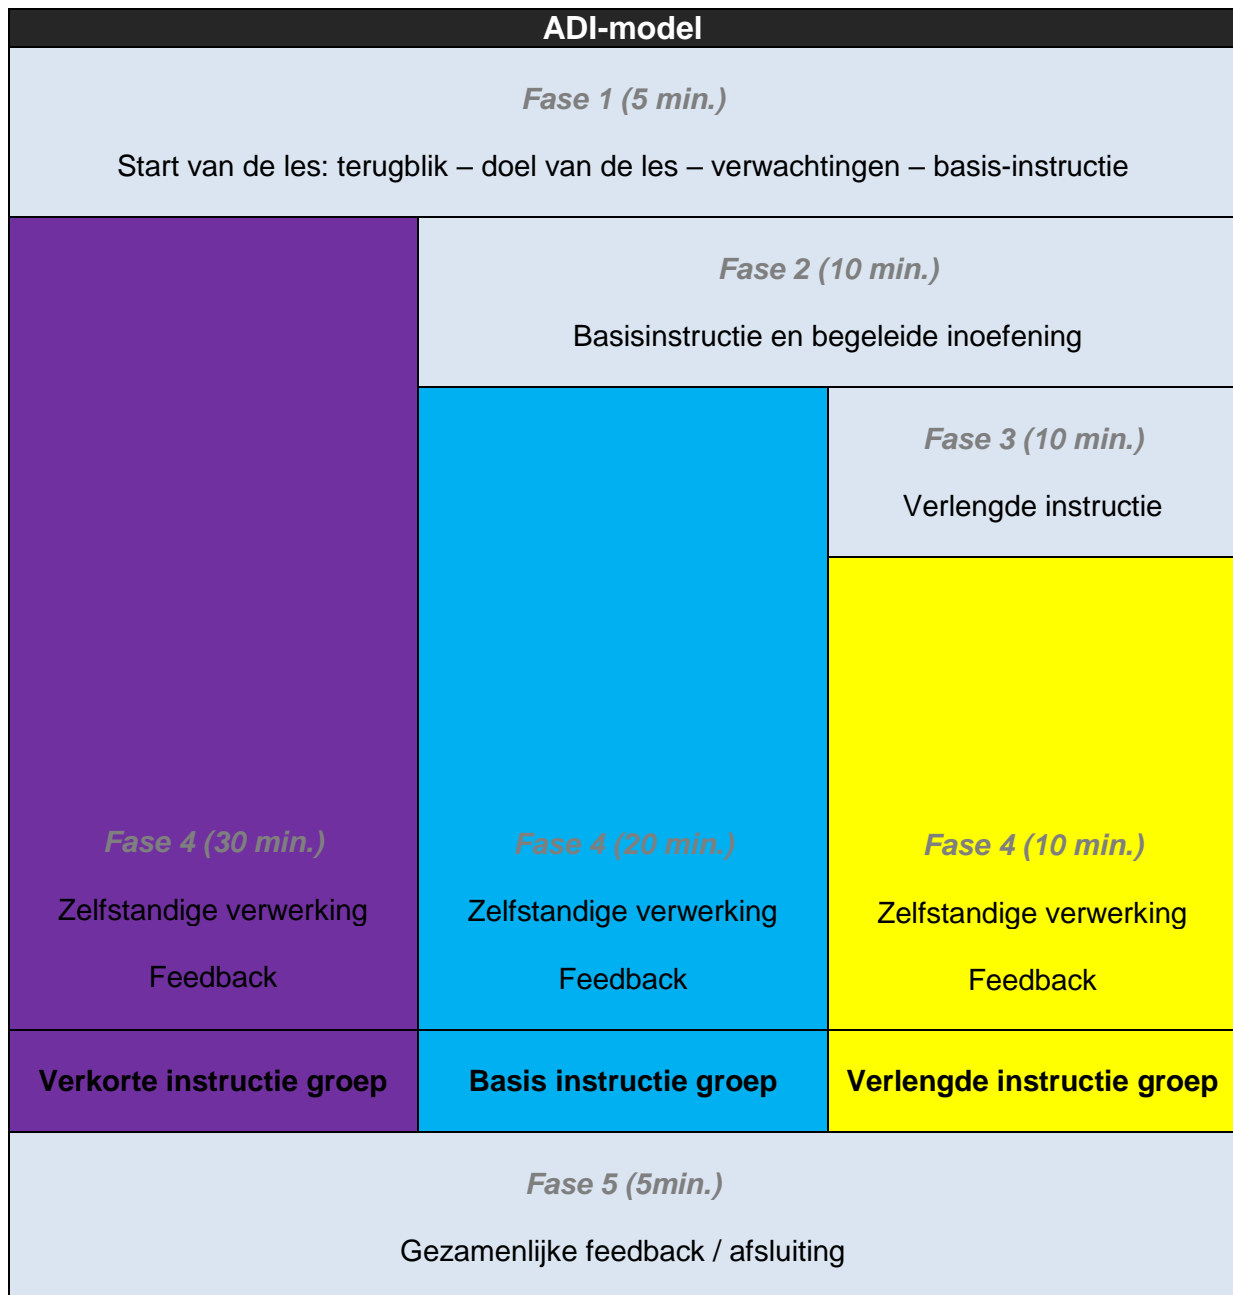 ADI-model
Fase 1 (5 min.)
Start van de les: terugblik – doel van de les – verwachtingen – basis-instructie
Fase 2 (10 min.)
Basisinstructie en begeleide inoefening
Fase 3 (10 min.)
Verlengde instructie
Fase 4 (30 min.)
Zelfstandige verwerking
Feedback
Fase 4 (20 min.)
Zelfstandige verwerking
Feedback
Fase 4 (10 min.)
Zelfstandige verwerking
Feedback
Verkorte instructie groep
Basis instructie groep
Verlengde instructie groep
Fase 5 (5min.)
Gezamenlijke feedback / afsluiting